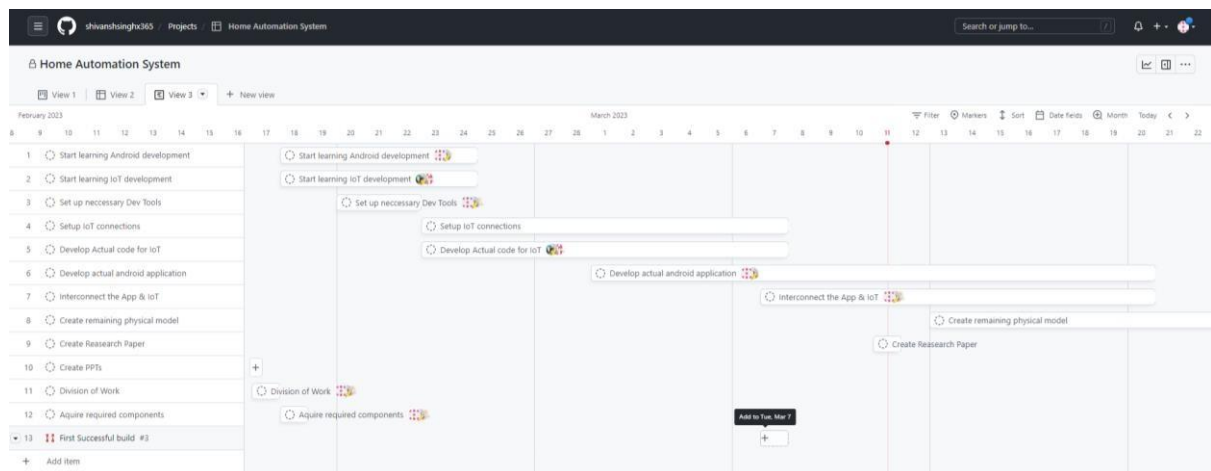 shivanshsinghx365 / Projects / Home Automation System
Search or jump to... /
Home Automation System
View 1 View 2 View 3 + New view
February 2023 March 2023 Filter Markers Sort Date fields Month Today
8 9 10 11 12 13 14 15 16 17 18 19 20 21 22 23 24 25 26 27 28 1 2 3 4 5 6 7 8 9 10 11 12 13 14 15 16 17 18 19 20 21 22
1 Start learning Android development Start learning Android development
2 Start learning IoT development Start learning IoT development
3 Set up neccessary Dev Tools Set up neccessary Dev Tools
4 Setup IoT connections Setup IoT connections
5 Develop Actual code for IoT Develop Actual code for IoT
6 Develop actual android application Develop actual android application
7 Interconnect the App & IoT Interconnect the App & IoT
8 Create remaining physical model Create remaining physical model
9 Create Reasearch Paper Create Reasearch Paper
10 Create PPTs +
11 Division of Work Division of Work
12 Aquire required components Aquire required components
Add to Tue, Mar 7
13 First Successful build #3 +
+ Add item